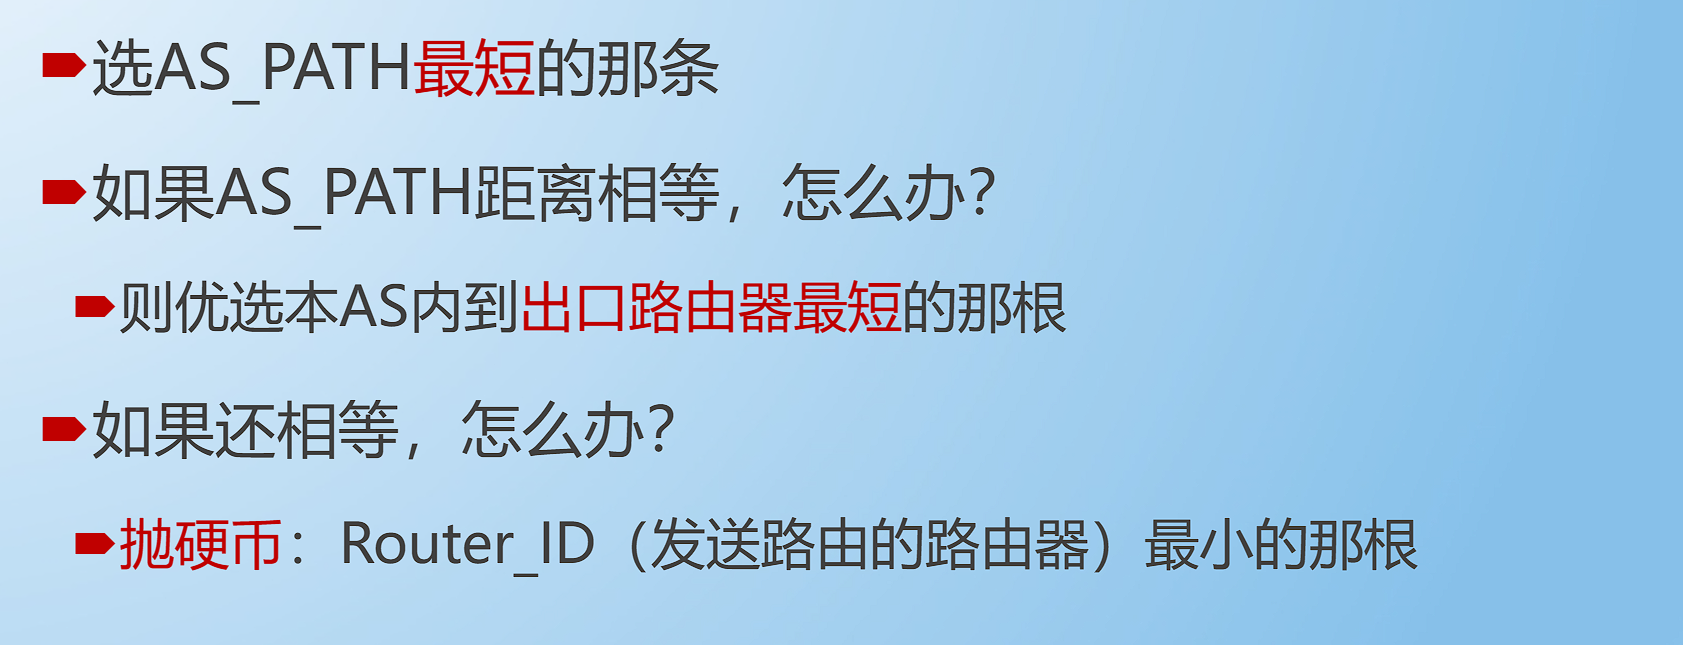 选AS_PATH最短的那条
如果AS_PATH距离相等，怎么办？
则优选本AS内到出口路由器最短的那根
如果还相等，怎么办？
抛硬币：Router_ID（发送路由的路由器）最小的那根